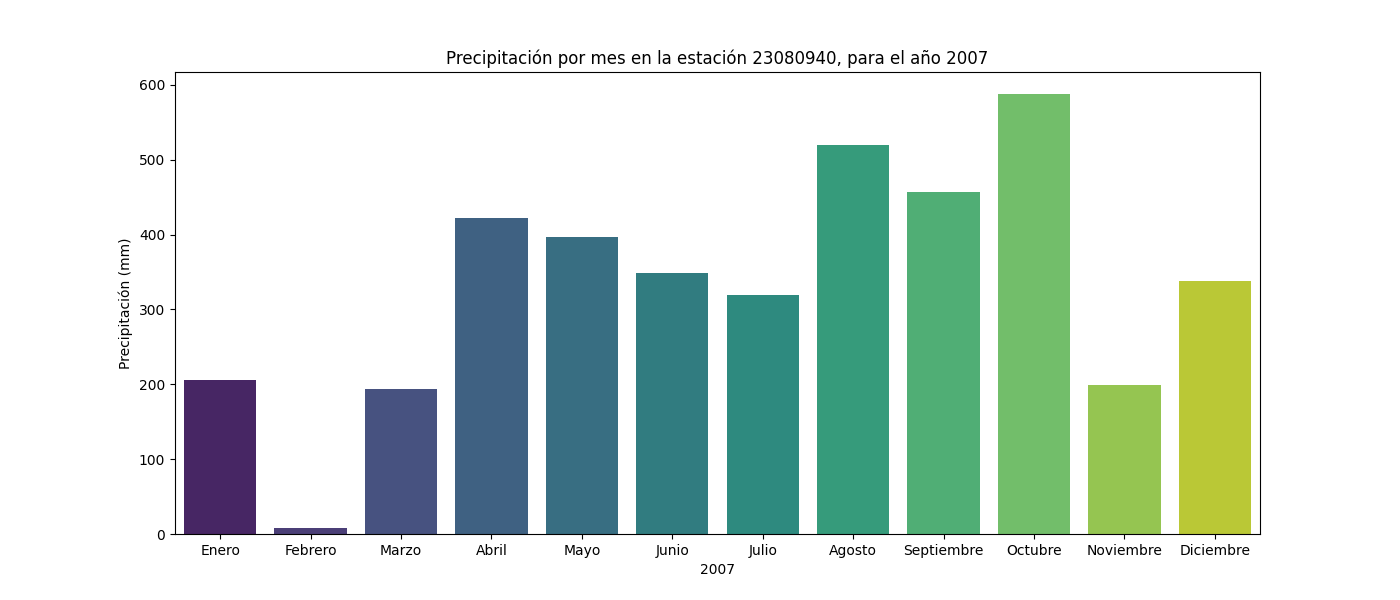 Precipitación por mes en la estación 23080940, para el año 2007
Precipitación (mm)
600
500
400
300
200
100
0
Enero Febrero Marzo Abril Mayo Junio Julio Agosto Septiembre Octubre Noviembre Diciembre
2007